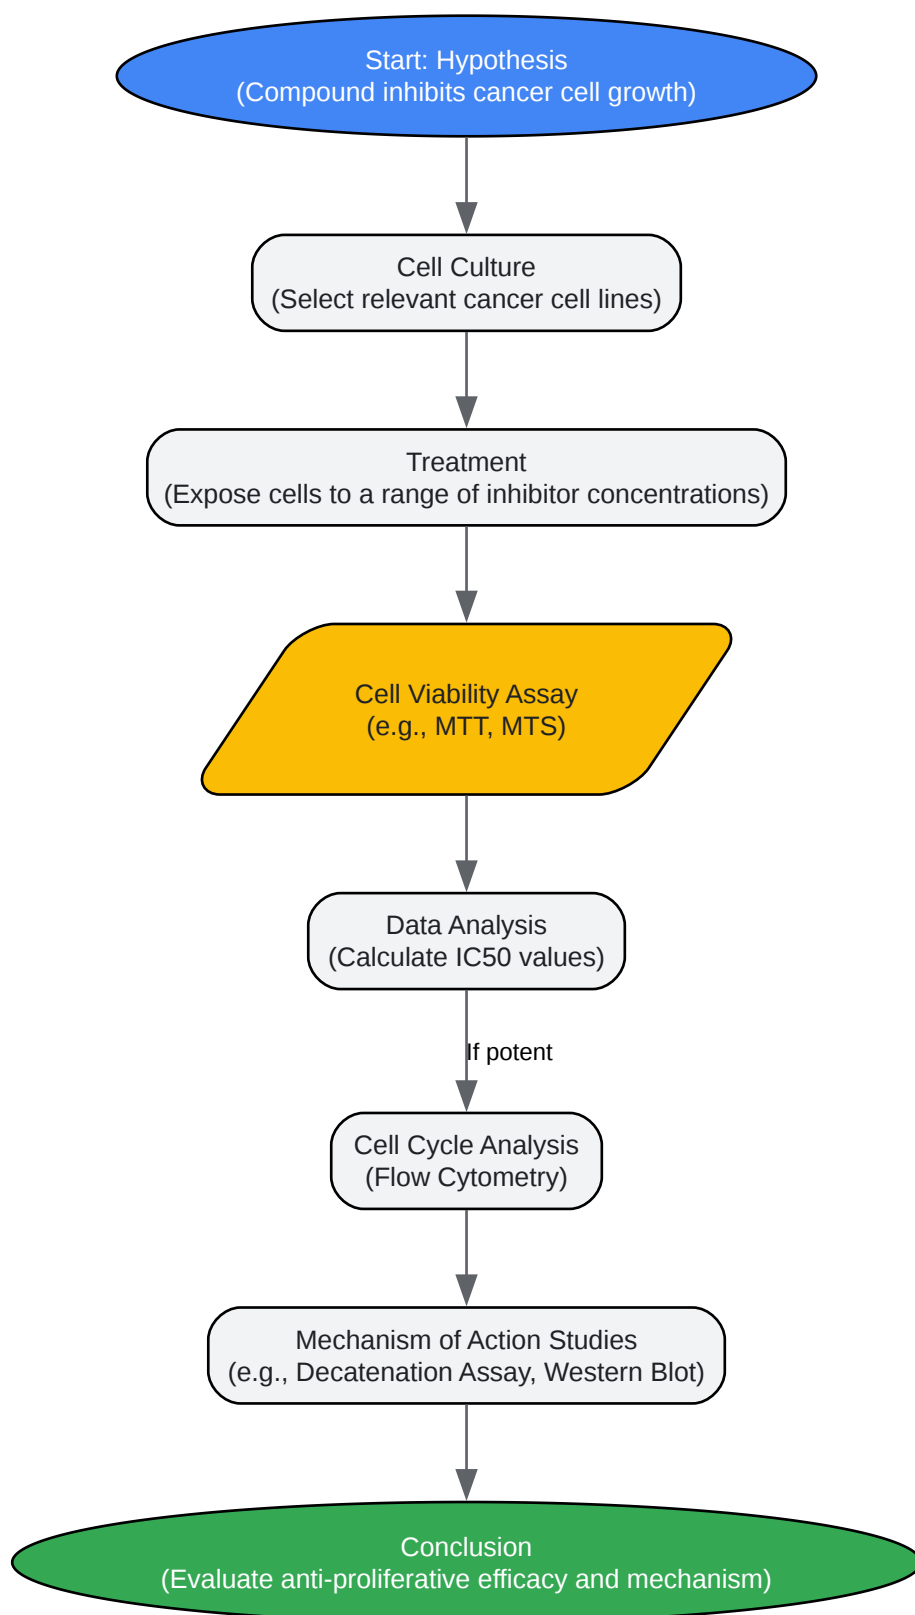 Start: Hypothesis
(Compound inhibits cancer cell growth)
Cell Culture
(Select relevant cancer cell lines)
Treatment
(Expose cells to a range of inhibitor concentrations)
Cell Viability Assay
(e.g., MTT, MTS)
Data Analysis
(Calculate IC50 values)
If potent
Cell Cycle Analysis
(Flow Cytometry)
Mechanism of Action Studies
(e.g., Decatenation Assay, Western Blot)
Conclusion
(Evaluate anti-proliferative efficacy and mechanism)